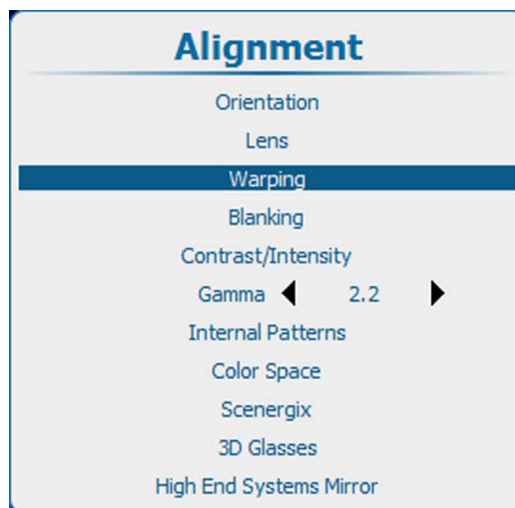 Alignment
Orientation
Lens
Warping
Blanking
Contrast/Intensity
Gamma 2.2
Internal Patterns
Color Space
Scenergix
3D Glasses
High End Systems Mirror